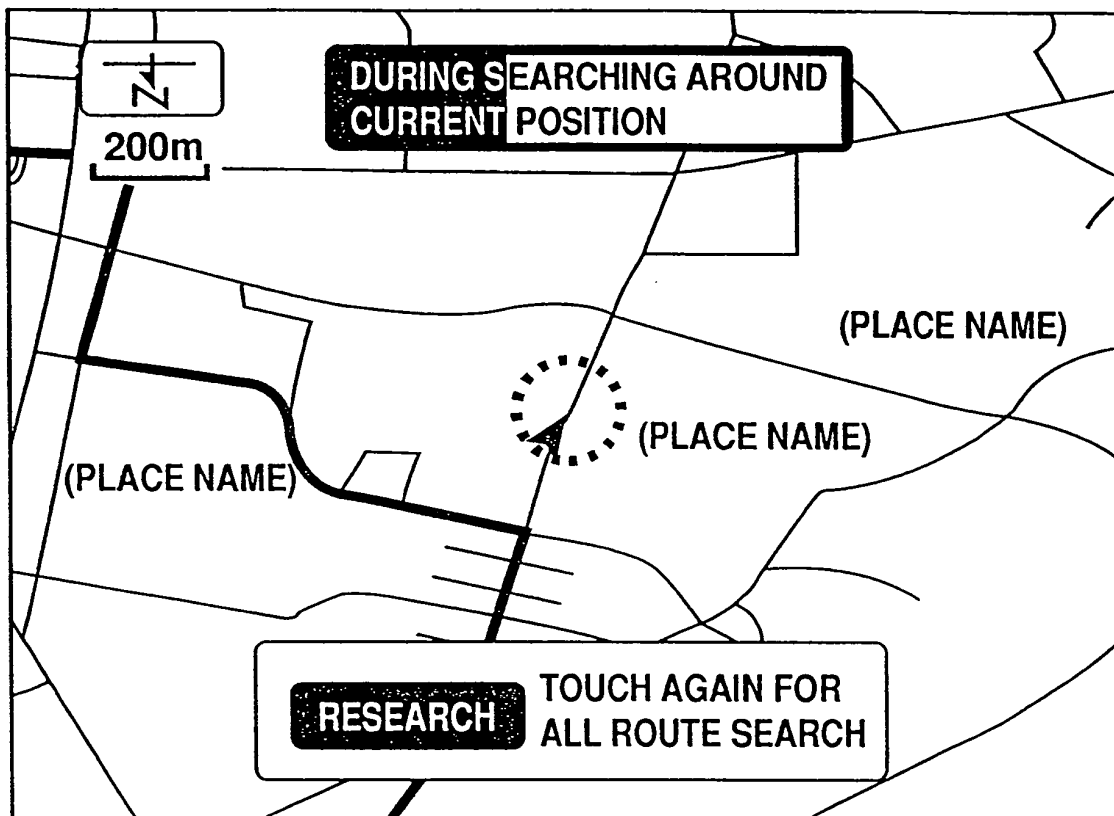 N
DURING SEARCHING AROUND
CURRENT POSITION
200m
(PLACE NAME)
(PLACE NAME)
(PLACE NAME)
RESEARCH
TOUCH AGAIN FOR
ALL ROUTE SEARCH